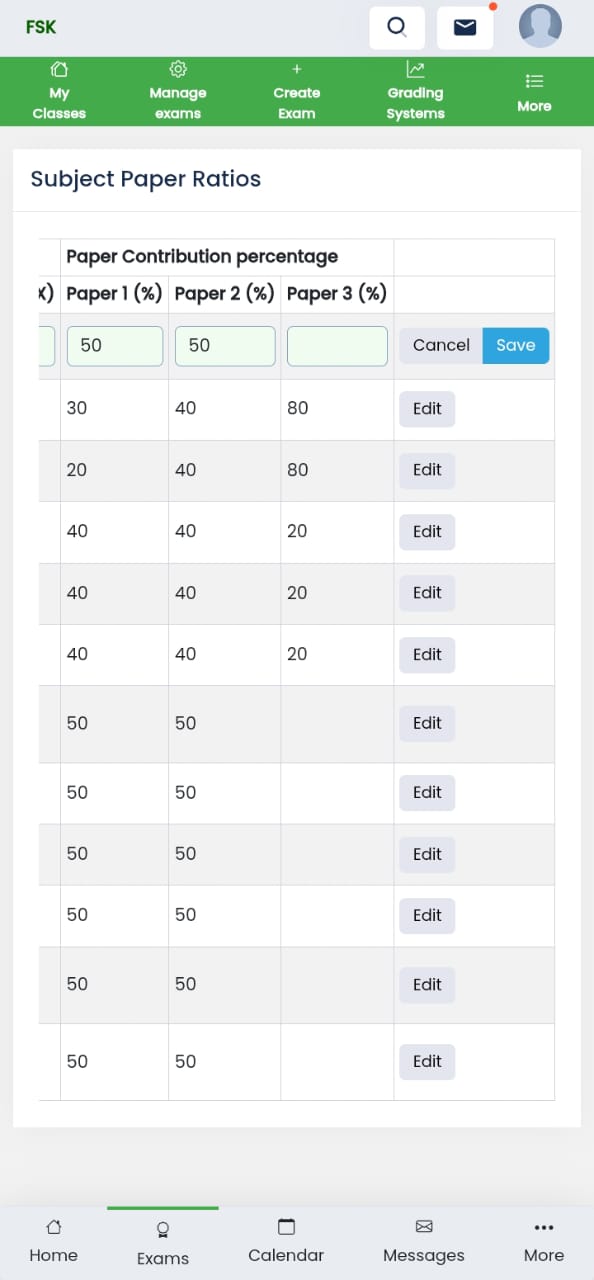 FSK
My Classes
Manage exams
+ Create Exam
Grading Systems
More
Subject Paper Ratios
Paper Contribution percentage
) Paper 1 (%) Paper 2 (%) Paper 3 (%)
50 50 Cancel Save
30 40 80 Edit
20 40 80 Edit
40 40 20 Edit
40 40 20 Edit
40 40 20 Edit
50 50 Edit
50 50 Edit
50 50 Edit
50 50 Edit
50 50 Edit
50 50 Edit
Home Exams Calendar Messages More